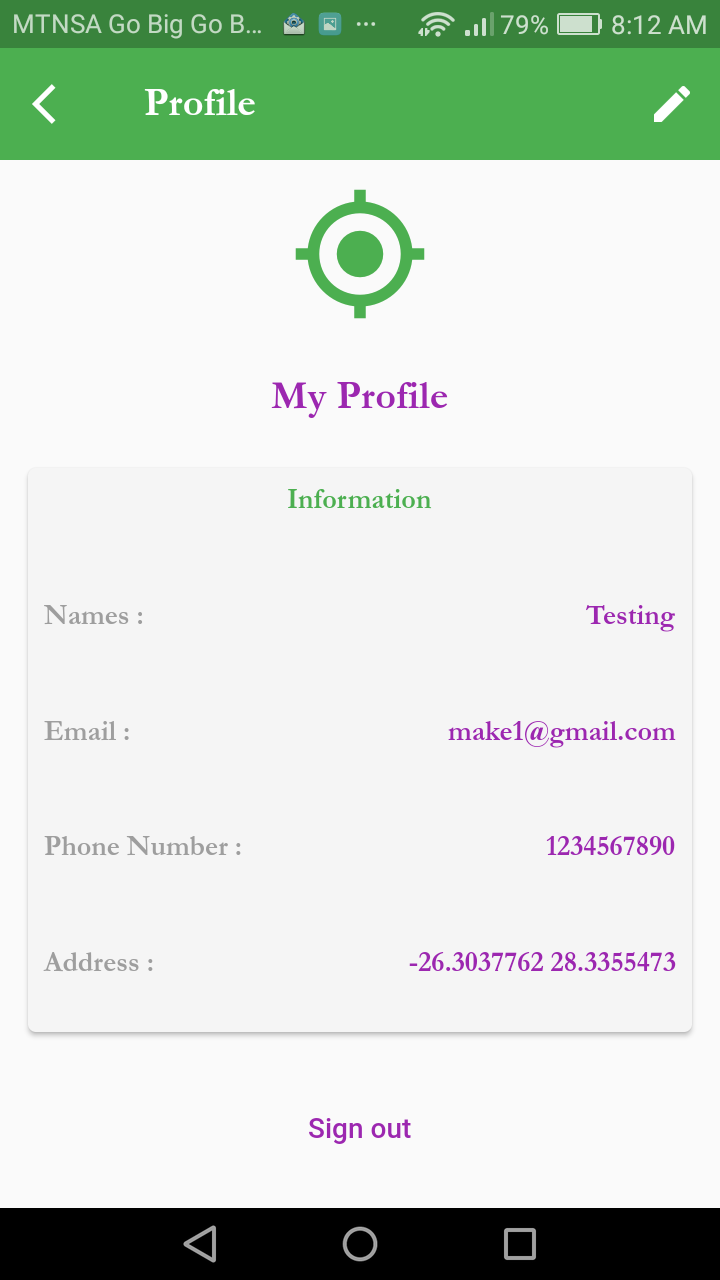 MTNSA Go Big Go B... 79% 8:12 AM
Profile
My Profile
Information
Names : Testing
Email : make1@gmail.com
Phone Number : 1234567890
Address : -26.3037762 28.3355473
Sign out